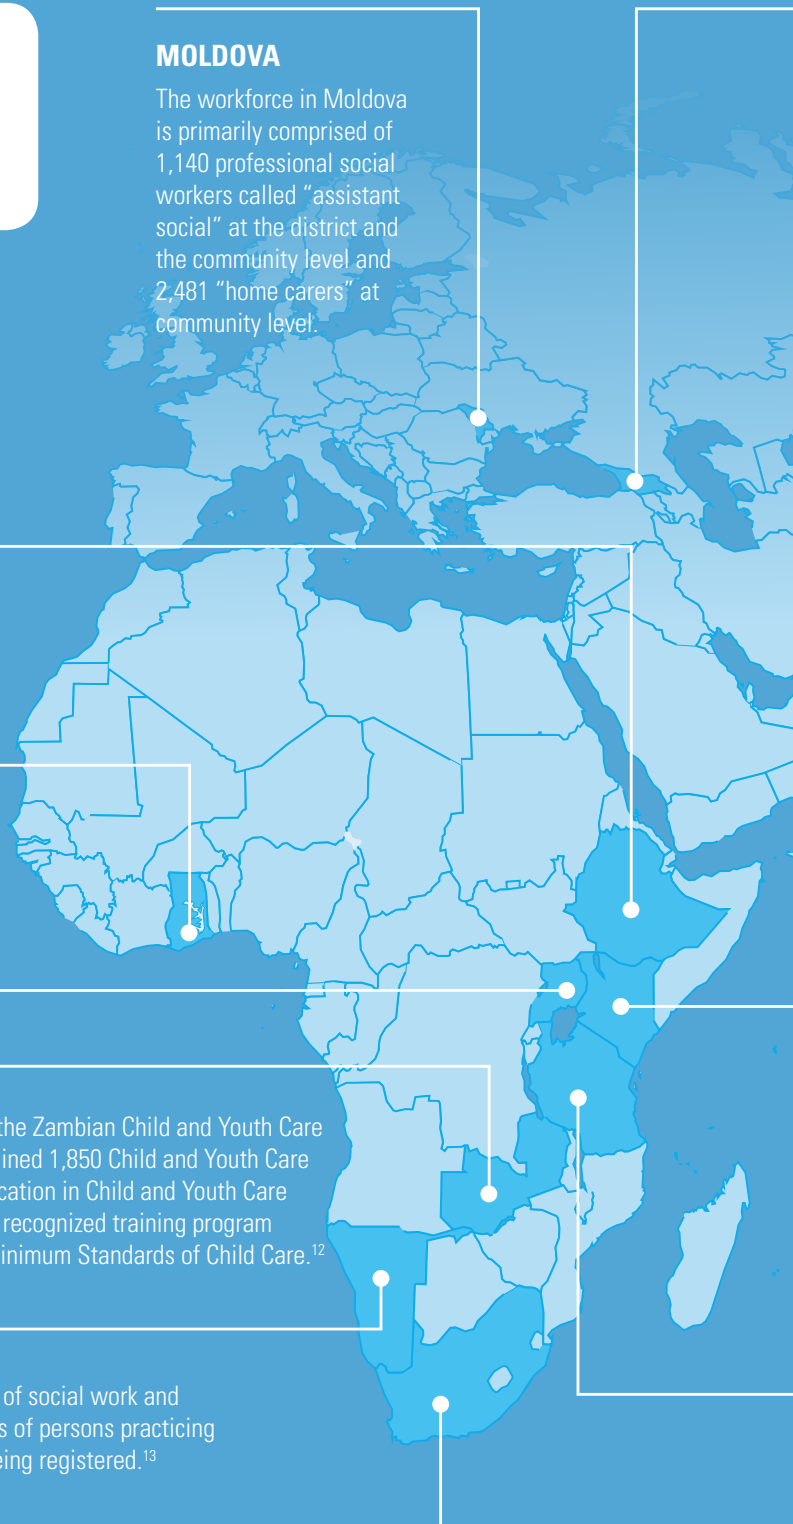 MOLDOVA
The workforce in Moldova
is primarily comprised of
1,140 professional social
workers called “assistant
social” at the district and
the community level and
2,481 “home carers” at
community level.
the Zambian Child and Youth Care
ined 1,850 Child and Youth Care
cation in Child and Youth Care
recognized training program
inimum Standards of Child Care.12
of social work and
s of persons practicing
eing registered.13